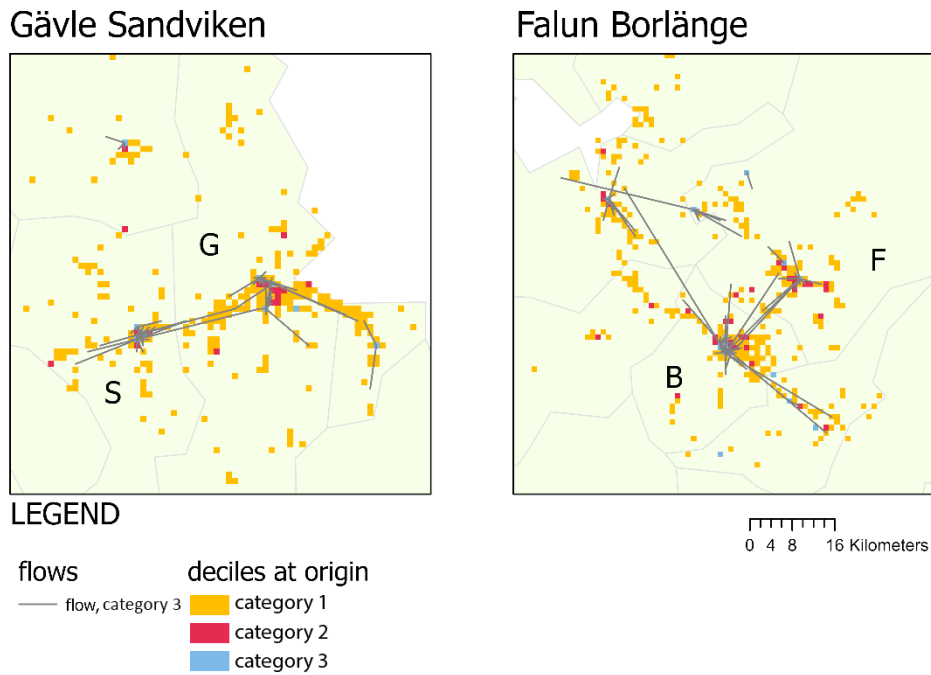 Gävle Sandviken
Falun Borlänge
G
S
F
B
LEGEND
0 4 8 16 Kilometers
flows
flow, category 3
deciles at origin
category 1
category 2
category 3